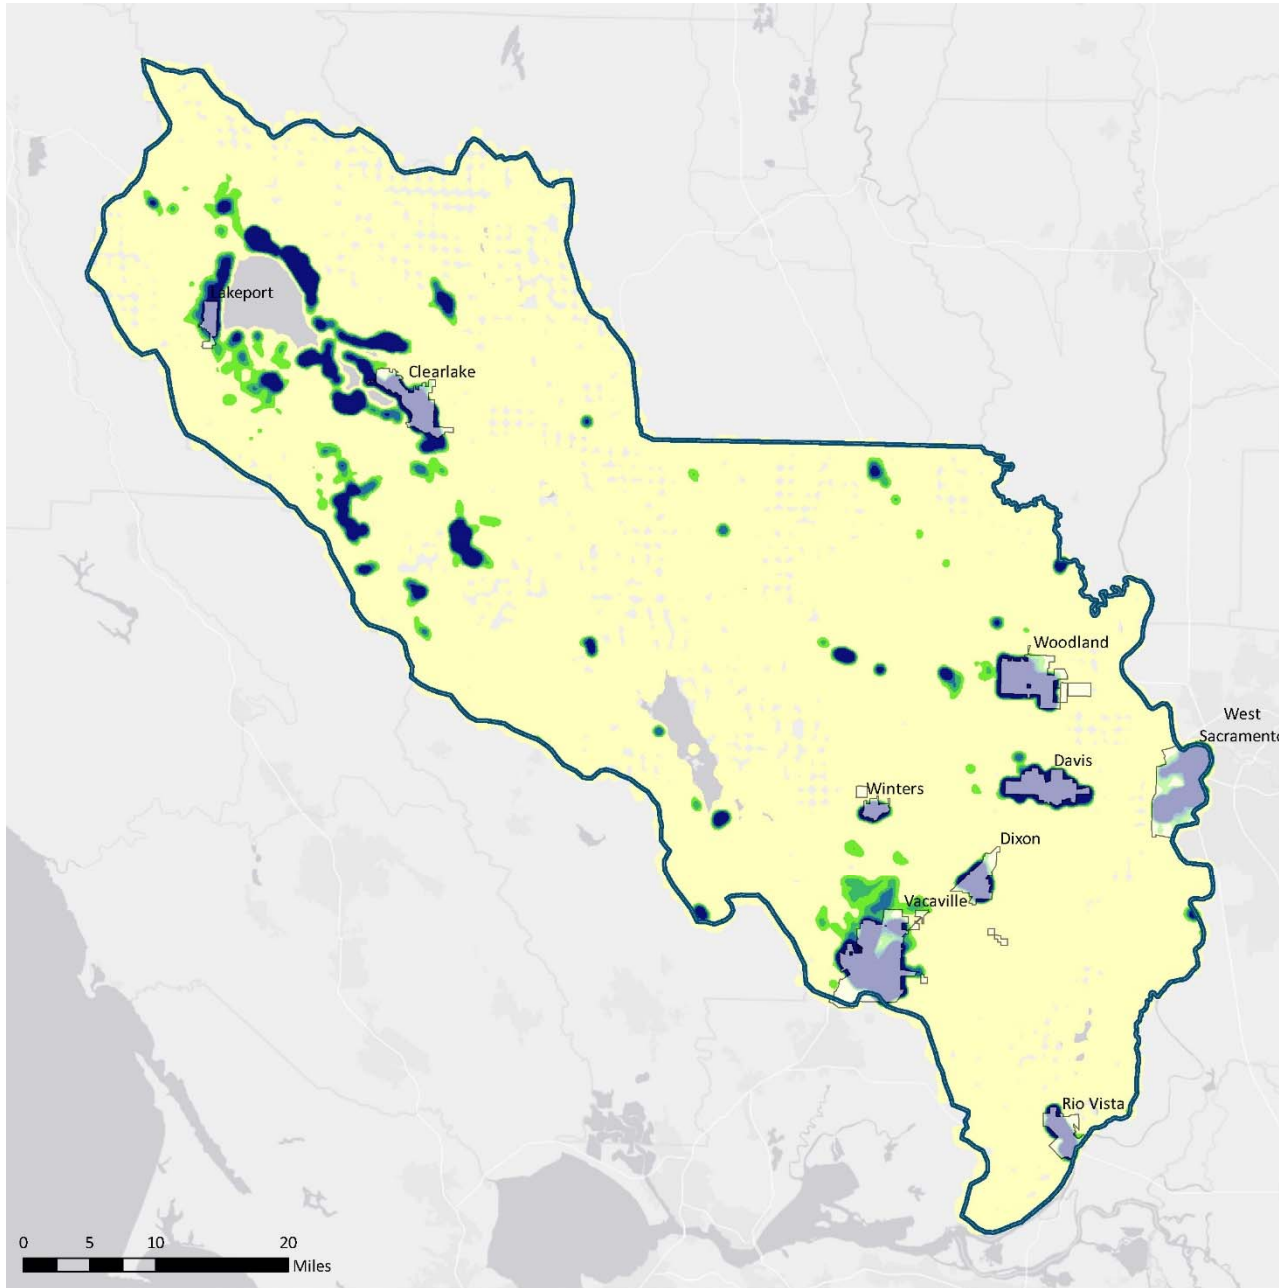 Lakeport
Clearlake
Woodland
West
Sacramento
Davis
Winters
Dixon
Vacaville
Rio Vista
0 5 10 20
Miles